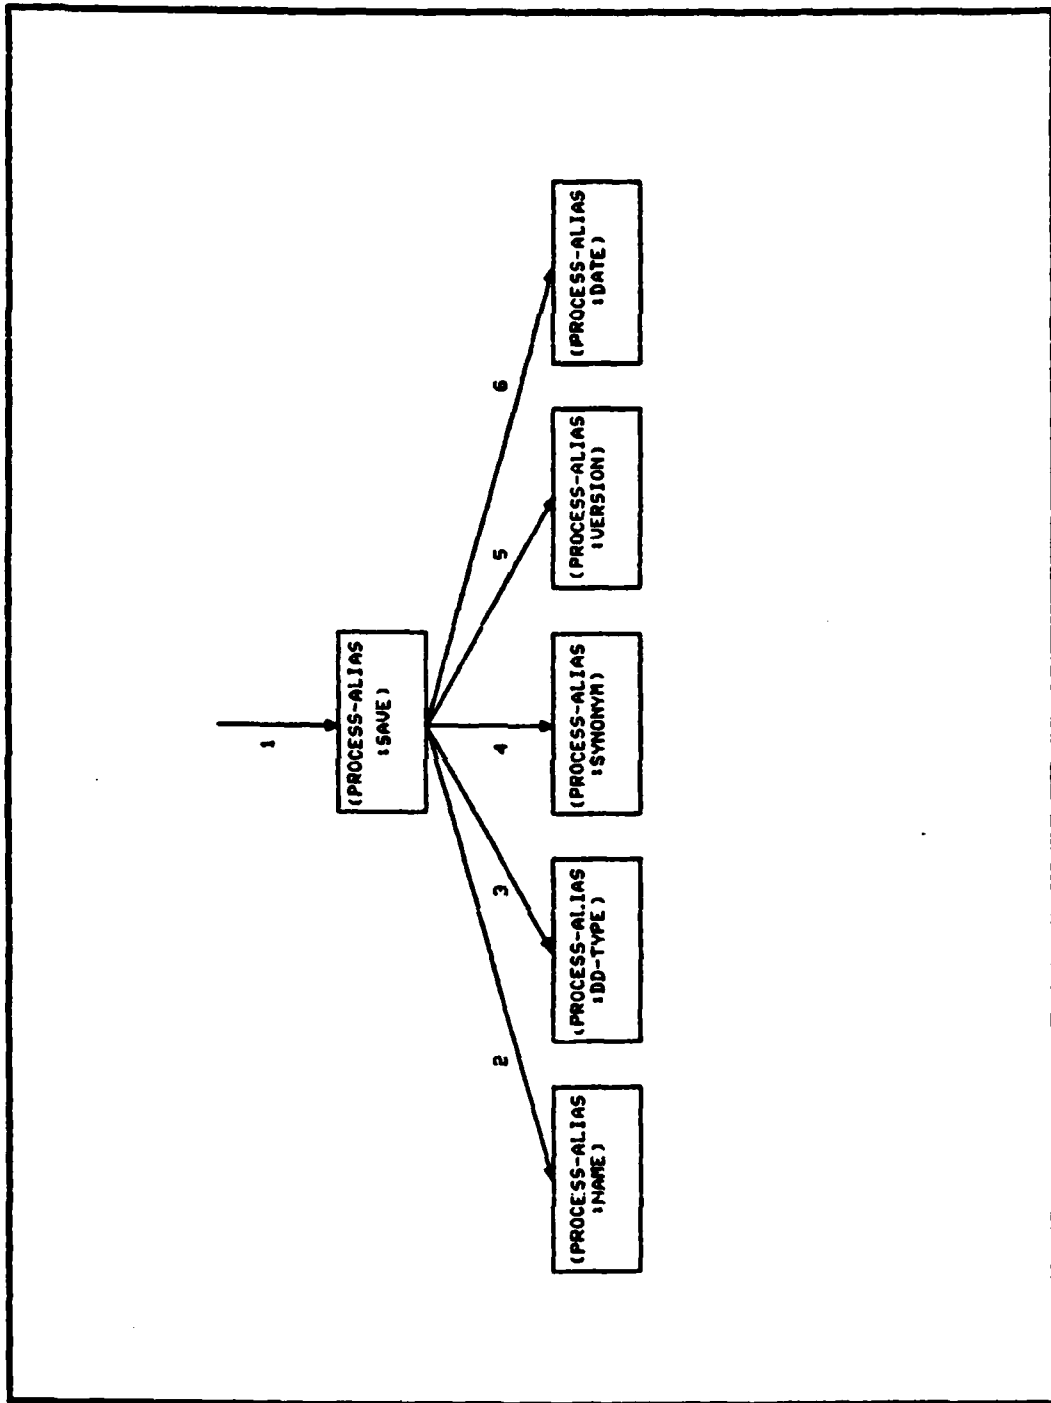 1
(PROCESS-ALIAS
:SAVE)
2
3
4
5
6
(PROCESS-ALIAS
:NAME)
(PROCESS-ALIAS
:DD-TYPE)
(PROCESS-ALIAS
:SYNONYM)
(PROCESS-ALIAS
:VERSION)
(PROCESS-ALIAS
:DATE)